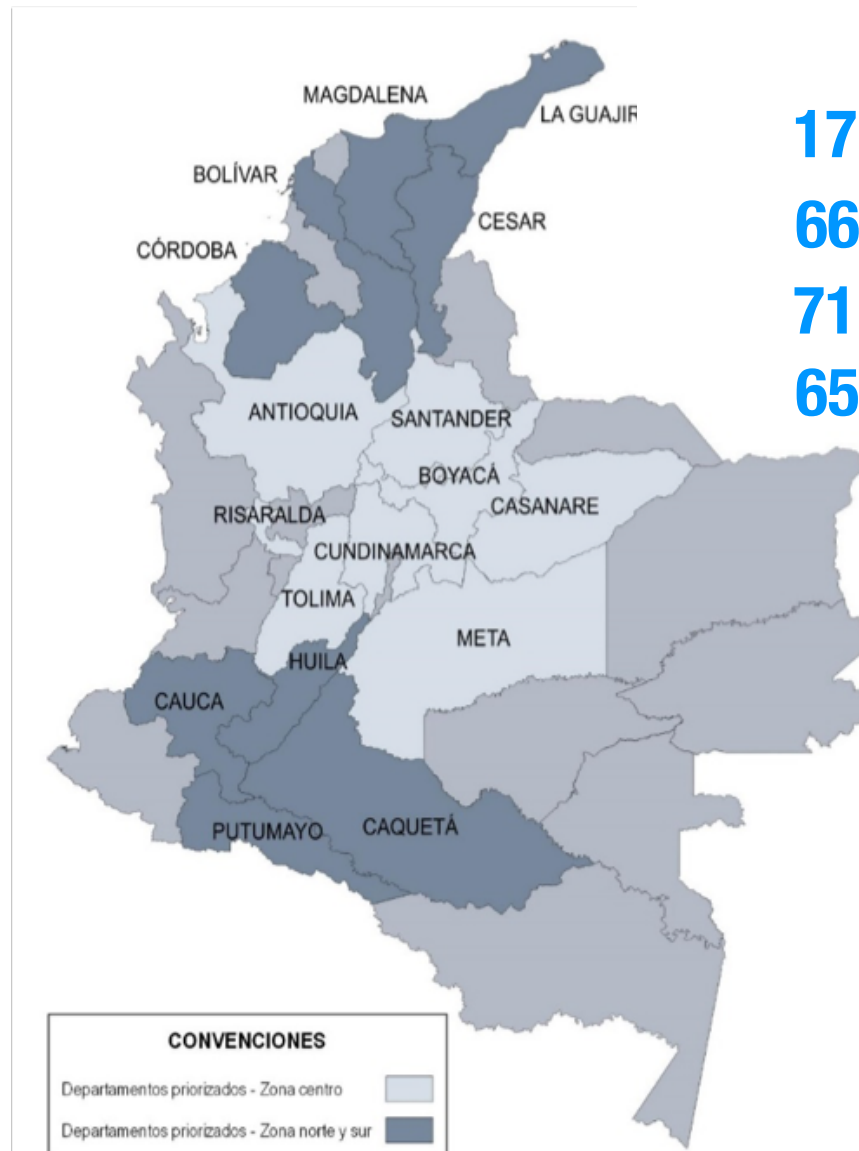 MAGDALENA
LA GUAJIR
17
BOLÍVAR
66
CESAR
CÓRDOBA
71
65
ANTIOQUIA
SANTANDER
BOYACÁ
CASANARE
RISARALDA
CUNDINAMARCA
TOLIMA
META
HUILA
CAUCA
PUTUMAYO
CAQUETÁ
CONVENCIONES
Departamentos priorizados - Zona centro
Departamentos priorizados - Zona norte y sur